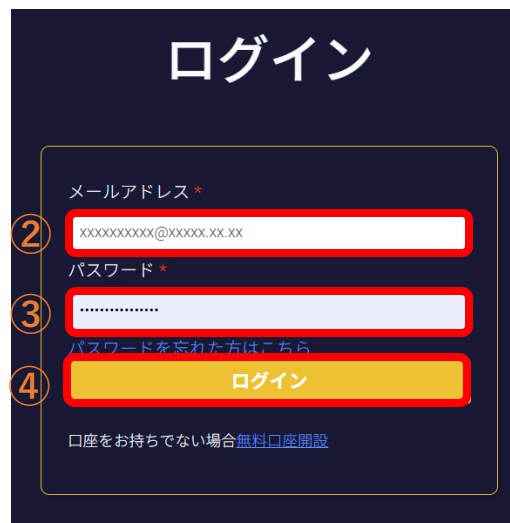 ログイン
メールアドレス *
②
xxxxxxxxxx@xxxxx.xx.xx
パスワード *
③
················
パスワードを忘れた方はこちら
④
ログイン
口座をお持ちでない場合無料口座開設